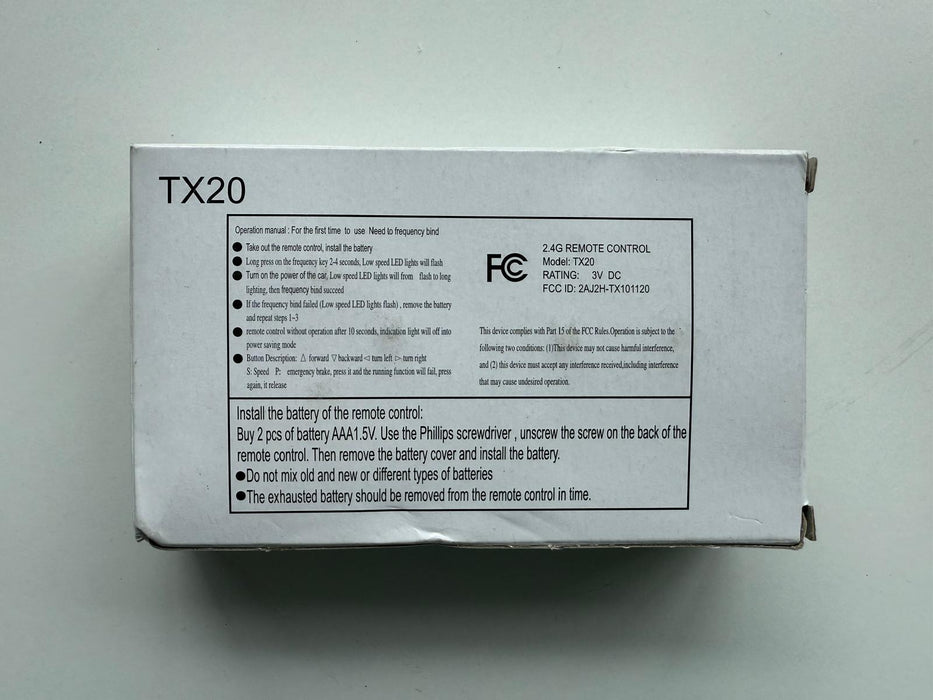 TX20
Operation manual : For the first time to use Need to frequency bind
● Take out the remote control, install the battery
● Long press on the frequency key 2-4 seconds, Low speed LED lights will flash
● Turn on the power of the car, Low speed LED lights will from flash to long
lighting, then frequency bind succeed
● If the frequency bind failed (Low speed LED lights flash) , remove the battery
and repeat steps 1-3
● remote control without operation after 10 seconds, indication light will off into
power saving mode
● Button Description: △ forward ▽ backward ◁ turn left ▷ turn right
S: Speed P: emergency brake, press it and the running function will fail, press
again, it release
FC
2.4G REMOTE CONTROL
Model: TX20
RATING: 3V DC
FCC ID: 2AJ2H-TX101120
This device complies with Part 15 of the FCC Rules.Operation is subject to the
following two conditions: (1)This device may not cause harmful interference,
and (2) this device must accept any interference received,including interference
that may cause undesired operation.
Install the battery of the remote control:
Buy 2 pcs of battery AAA1.5V. Use the Phillips screwdriver , unscrew the screw on the back of the
remote control. Then remove the battery cover and install the battery.
●Do not mix old and new or different types of batteries
●The exhausted battery should be removed from the remote control in time.